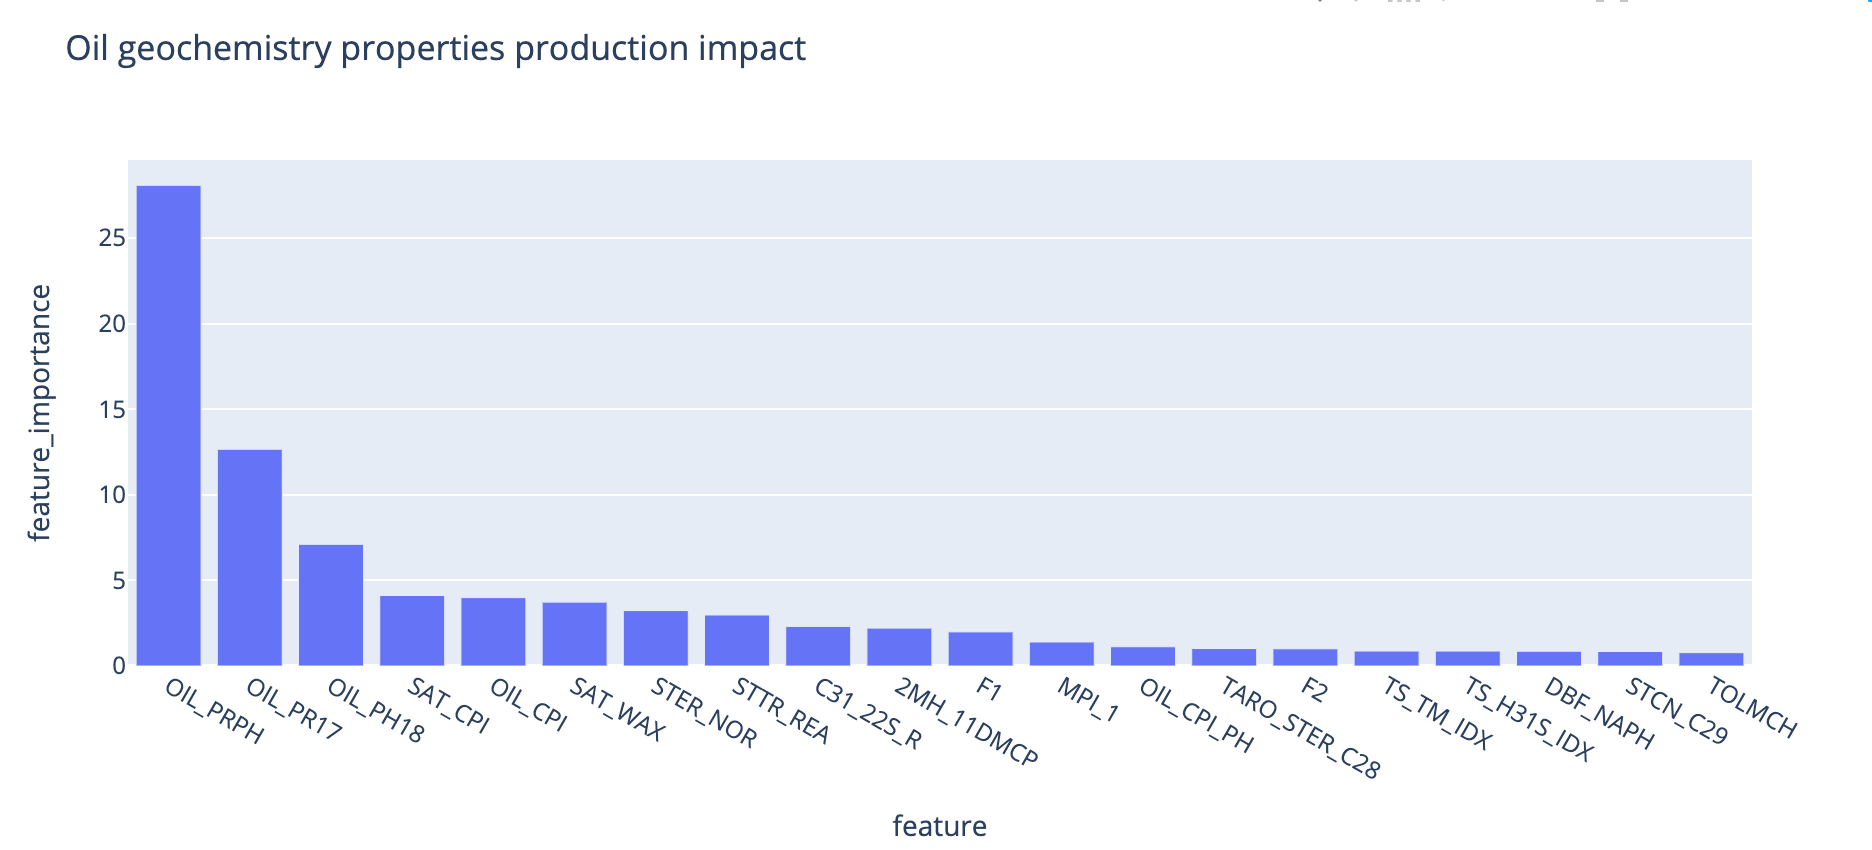 Oil geochemistry properties production impact
feature_importance
25
20
15
10
5
0
OIL_PRPH
OIL_PR17
OIL_PH18
SAT_CPI
OIL_CPI
SAT_WAX
STER_NOR
STTR_REA
C31_22S_R
2MH_11DMCP
F1
MPI_1
OIL_CPI_PH
TARO_STER_C28
F2
TS_TM_IDX
TS_H31S_IDX
DBF_NAPH
STCN_C29
TOLMCH
feature